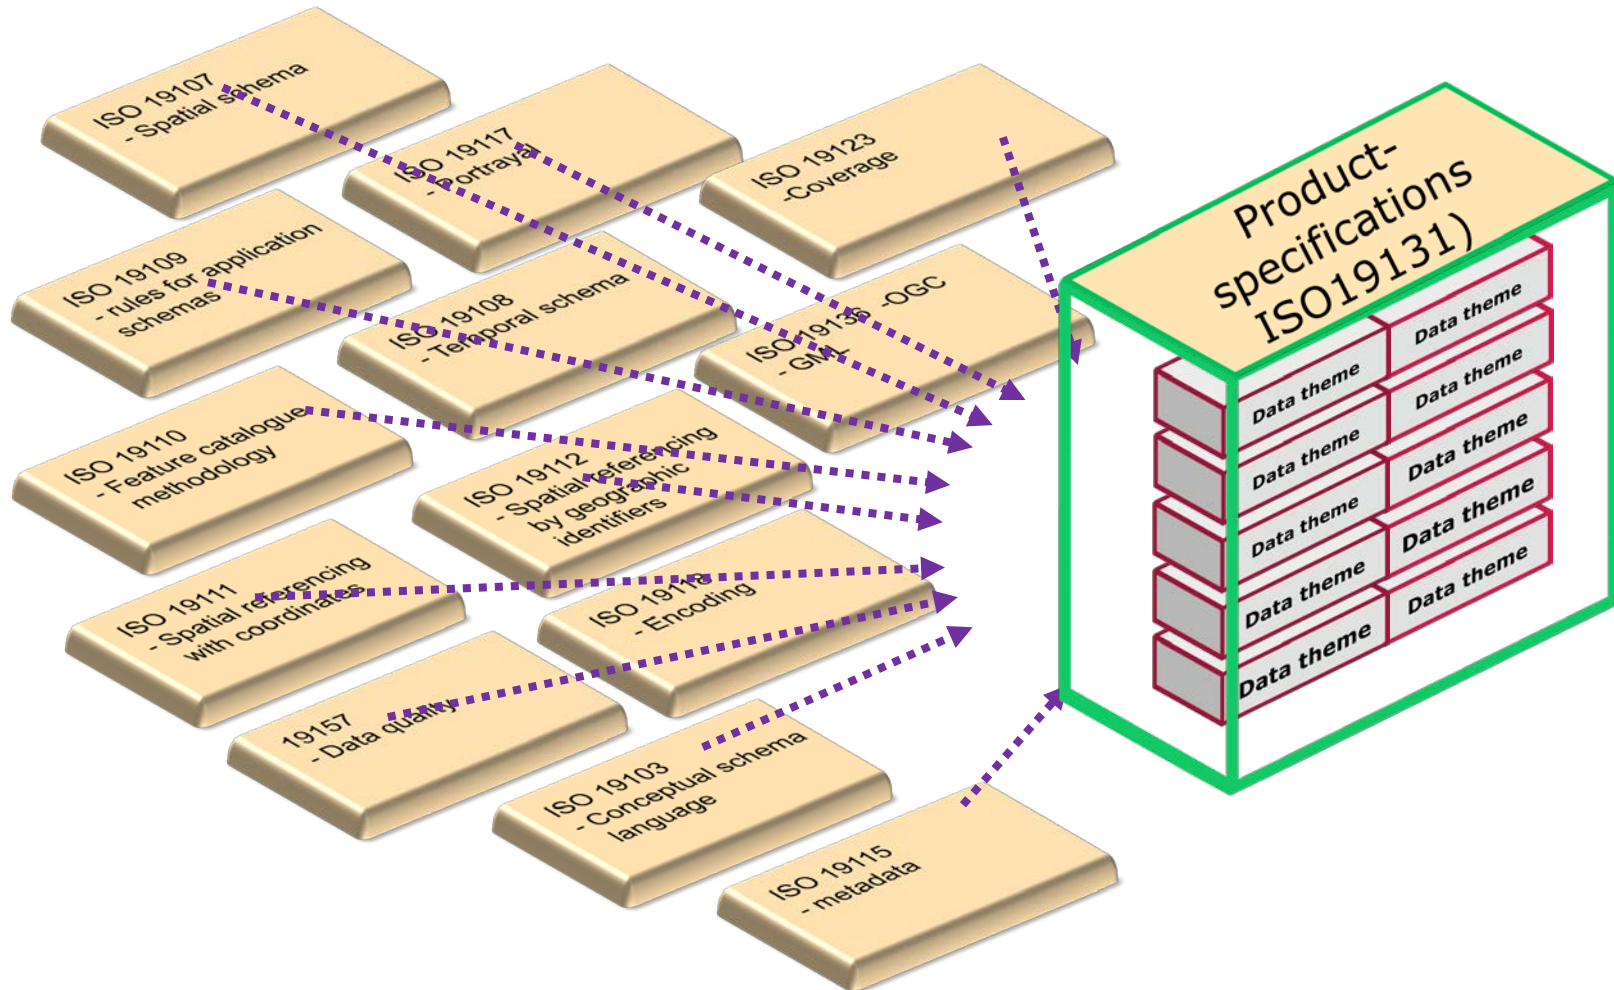 ISO 19107
- Spatial schema
ISO 19117
- Portrayal
ISO 19123
-Coverage
ISO 19109
- rules for application
schemas
ISO 19108
- Temporal schema
ISO 19136 -OGC
- GML
ISO 19110
- Feature catalogue
methodology
ISO 19112
- Spatial referencing
by geographic
identifiers
ISO 19111
- Spatial referencing
with coordinates
ISO 19118
- Encoding
19157
- Data quality
ISO 19103
- Conceptual schema
language
ISO 19115
- metadata
Product-
specifications
ISO19131)
Data theme
Data theme
Data theme
Data theme
Data theme
Data theme
Data theme
Data theme
Data theme
Data theme